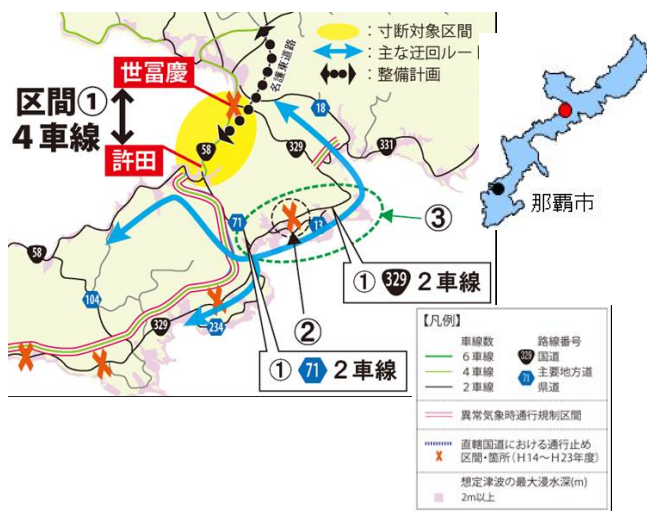 ：寸断対象区間
：主な迂回ルート
：整備計画
世冨慶
名護東道路
区間①
4車線
許田
58
18
329
331
71
13
③
58
104
329
234
②
① 329 2車線
① 71 2車線
那覇市
【凡例】
車線数
6車線
4車線
2車線
路線番号
329 国道
71 主要地方道
県道
異常気象時通行規制区間
直轄国道における通行止め
区間・箇所（H14～H23年度）
想定津波の最大浸水深(m)
2m以上